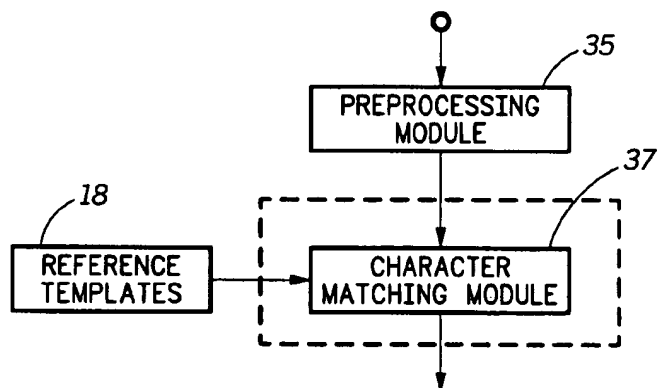 35
PREPROCESSING
MODULE
37
18
REFERENCE
TEMPLATES
CHARACTER
MATCHING MODULE